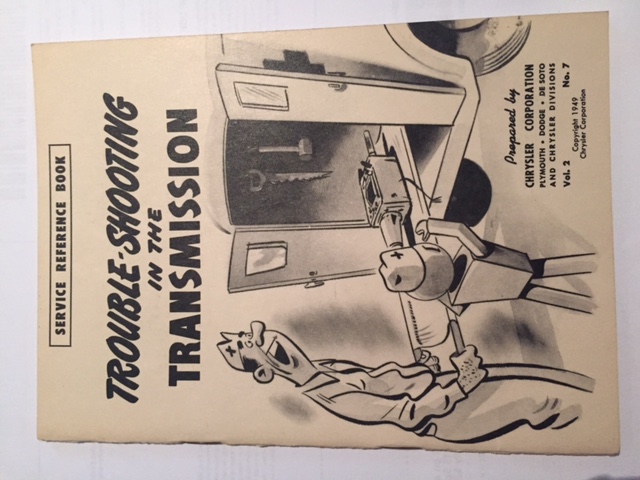 SERVICE REFERENCE BOOK
TROUBLE-SHOOTING
IN THE
TRANSMISSION
Prepared by
CHRYSLER CORPORATION
PLYMOUTH • DODGE • DE SOTO
AND CHRYSLER DIVISIONS
Vol. 2 Copyright 1949 No. 7
Chrysler Corporation